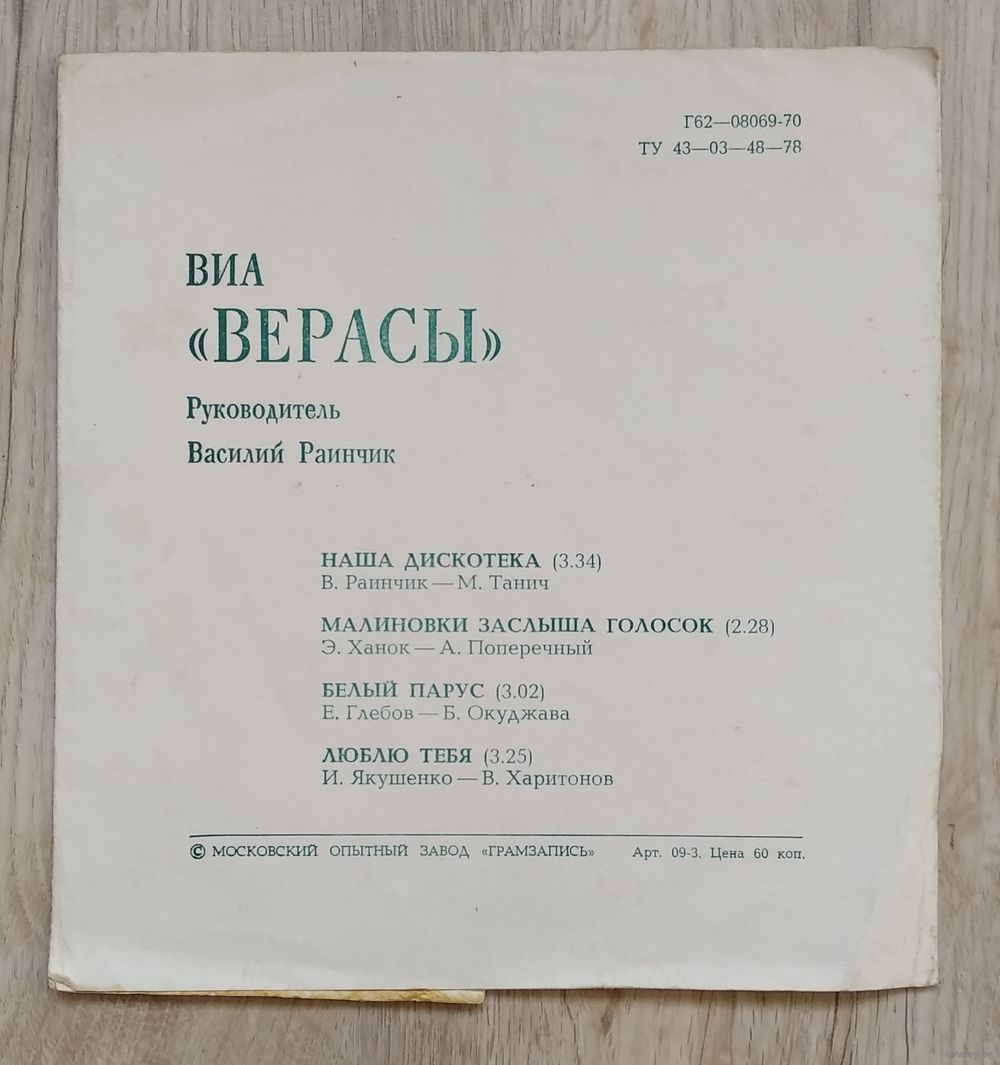 Г62—08069-70
ТУ 43—03—48—78
ВИА
«ВЕРАСЫ»
Руководитель
Василий Раинчик
НАША ДИСКОТЕКА (3.34)
В. Раинчик — М. Танич
МАЛИНОВКИ ЗАСЛЫША ГОЛОСОК (2.28)
Э. Ханок — А. Поперечный
БЕЛЫЙ ПАРУС (3.02)
Е. Глебов — Б. Окуджава
ЛЮБЛЮ ТЕБЯ (3.25)
И. Якушенко — В. Харитонов
© МОСКОВСКИЙ ОПЫТНЫЙ ЗАВОД «ГРАМЗАПИСЬ» Арт. 09-3. Цена 60 коп.